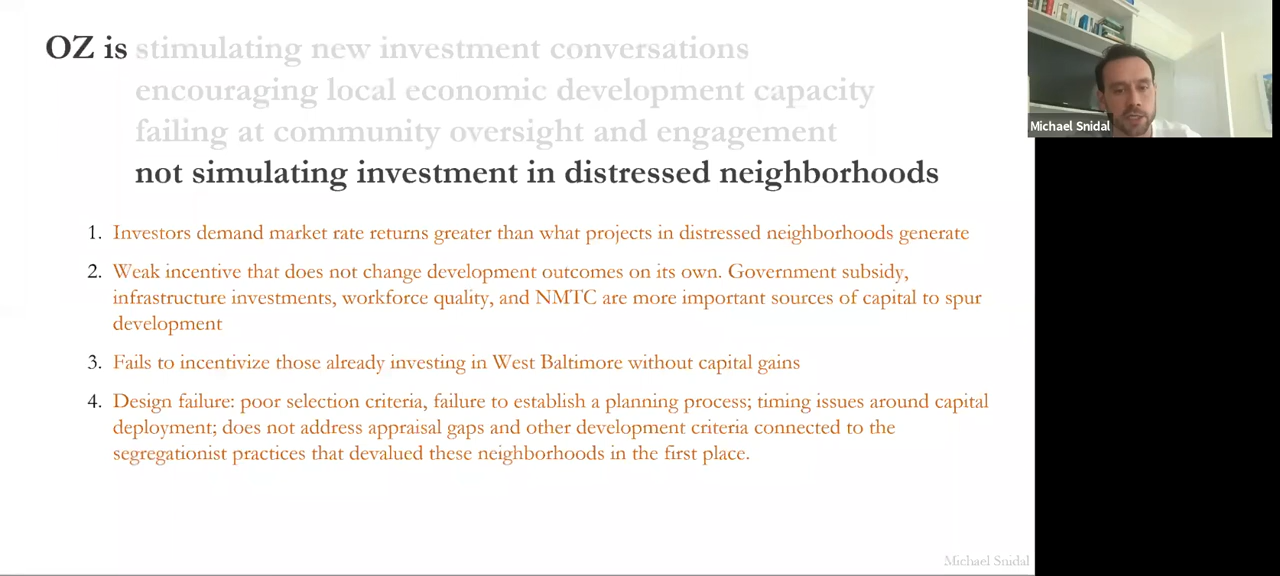 OZ is stimulating new investment conversations
encouraging local economic development capacity
failing at community oversight and engagement
not simulating investment in distressed neighborhoods
1. Investors demand market rate returns greater than what projects in distressed neighborhoods generate
2. Weak incentive that does not change development outcomes on its own. Government subsidy,
infrastructure investments, workforce quality, and NMTC are more important sources of capital to spur
development
3. Fails to incentivize those already investing in West Baltimore without capital gains
4. Design failure: poor selection criteria, failure to establish a planning process; timing issues around capital
deployment; does not address appraisal gaps and other development criteria connected to the
segregationist practices that devalued these neighborhoods in the first place.
Michael Snidal
Michael Snidal